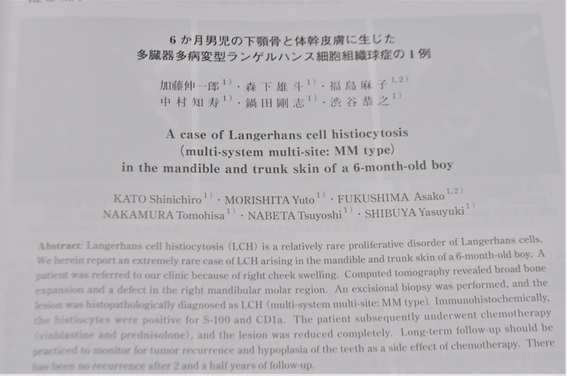 6か月男児の下顎骨と体幹皮膚に生じた
多臓器多病変型ランゲルハンス細胞組織球症の1例
加藤伸一郎1)・森下雄斗1)・福島麻子1,2)
中村知寿1)・鍋田剛志1)・渋谷恭之1)
A case of Langerhans cell histiocytosis
(multi-system multi-site: MM type)
in the mandible and trunk skin of a 6-month-old boy
KATO Shinichiro1)・MORISHITA Yuto1)・FUKUSHIMA Asako1,2)
NAKAMURA Tomohisa1)・NABETA Tsuyoshi1)・SHIBUYA Yasuyuki1)
Abstract: Langerhans cell histiocytosis (LCH) is a relatively rare proliferative disorder of Langerhans cells.
We herein report an extremely rare case of LCH arising in the mandible and trunk skin of a 6-month-old boy. A
patient was referred to our clinic because of right cheek swelling. Computed tomography revealed broad bone
expansion and a defect in the right mandibular molar region. An excisional biopsy was performed, and the
lesion was histopathologically diagnosed as LCH (multi-system multi-site: MM type). Immunohistochemically,
the histiocytes were positive for S-100 and CD1a. The patient subsequently underwent chemotherapy
(vinblastine and prednisolone), and the lesion was reduced completely. Long-term follow-up should be
practiced to monitor for tumor recurrence and hypoplasia of the teeth as a side effect of chemotherapy. There
has been no recurrence after 2 and a half years of follow-up.